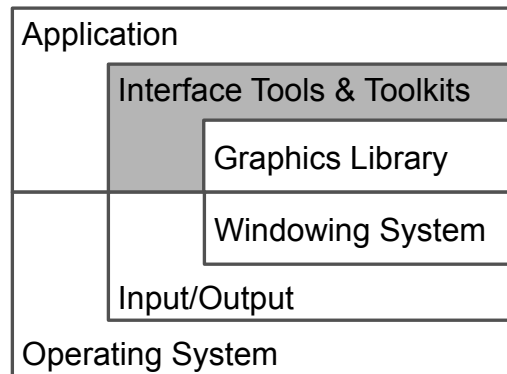 Application
Interface Tools & Toolkits
Graphics Library
Windowing System
Input/Output
Operating System